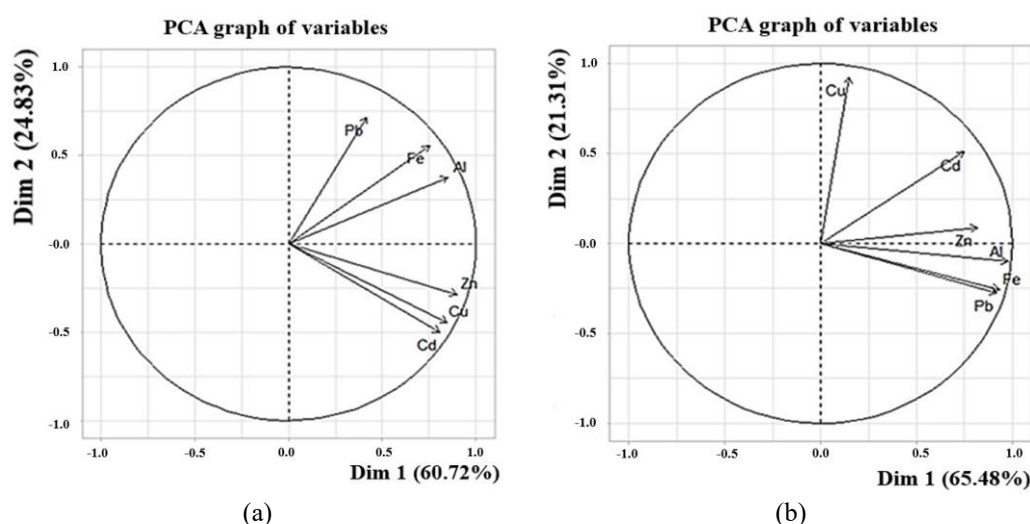 (a)
PCA graph of variables
Dim 2 (24.83%)
1.0
0.5
-0.0
-0.5
-1.0
Pb
Fe
Al
Zn
Cu
Cd
-1.0 -0.5 0.0 0.5 1.0
Dim 1 (60.72%)
(a)
b)
PCA graph of variables
Dim 2 (21.31%)
1.0
0.5
-0.0
-0.5
-1.0
Cu
Cd
Zn
Al
Fe
Pb
-1.0 -0.5 0.0 0.5 1.0
Dim 1 (65.48%)
(b)